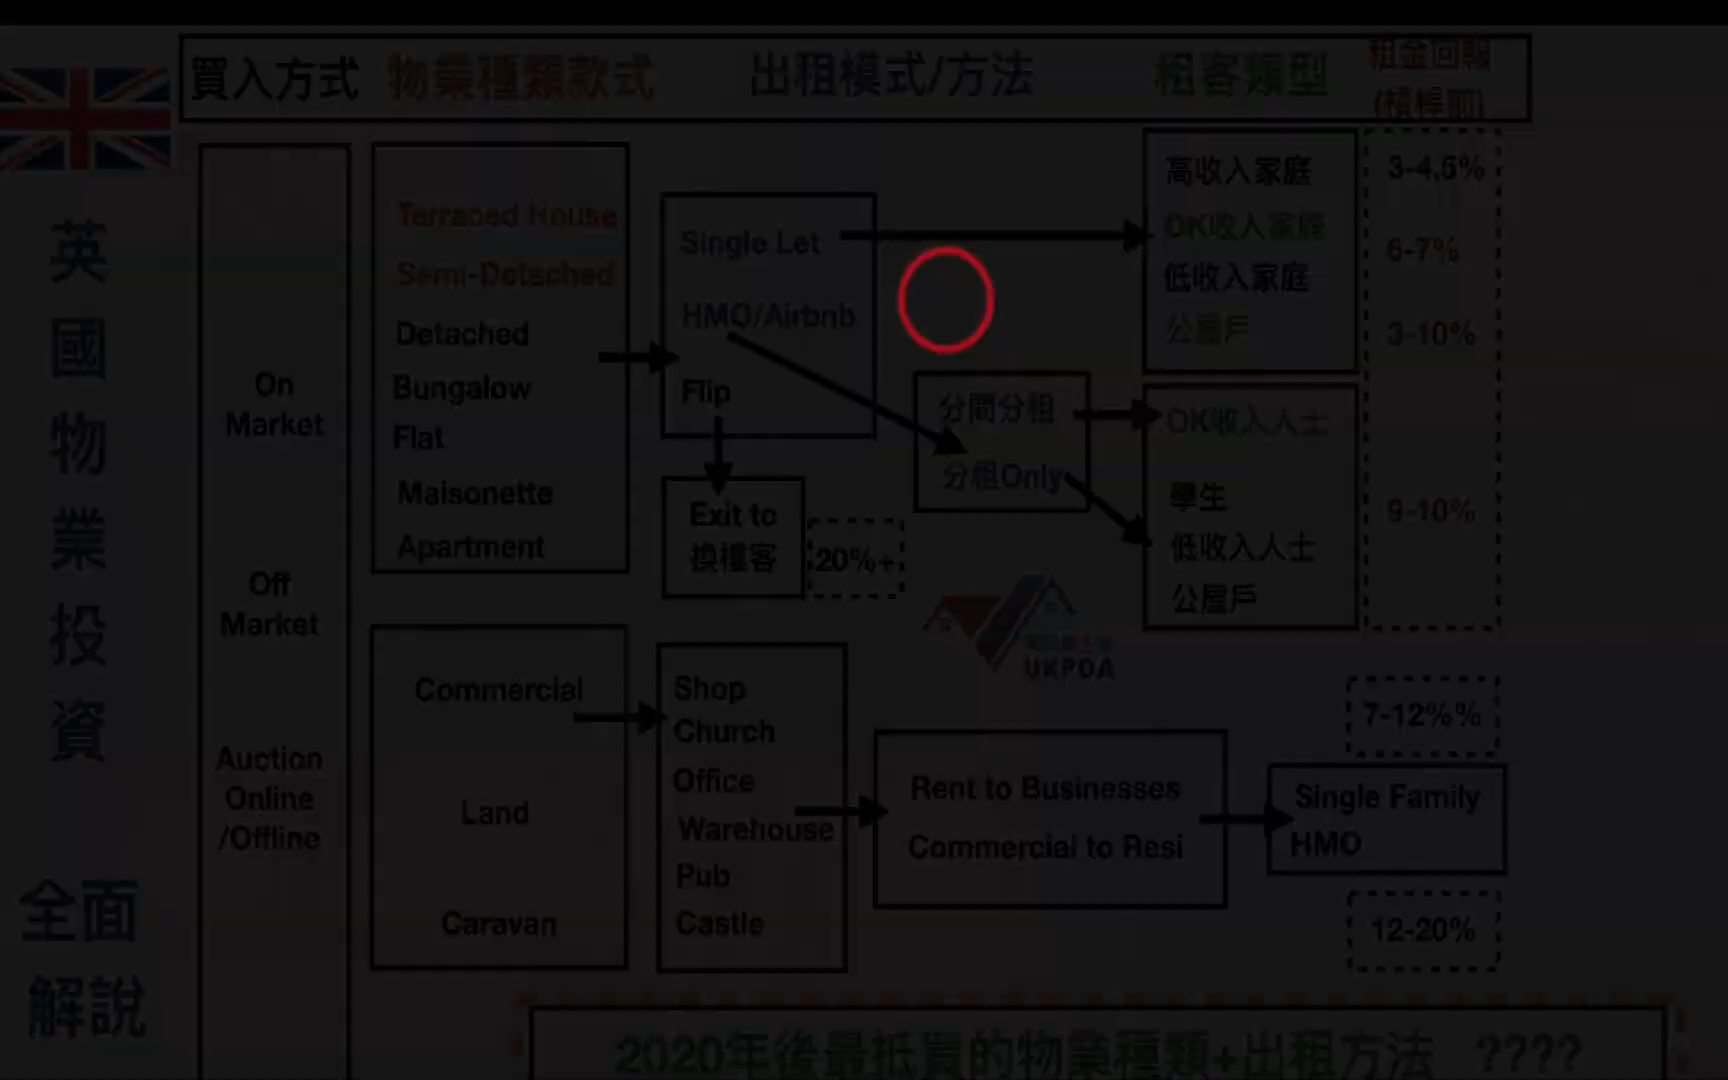 買入方式
物業種類款式
出租模式/方法
租客類型
租金回報
(槓桿前)
英國物業投資
全面
解說
On
Market
Off
Market
Auction
Online
/Offline
Terraced House
Semi-Detached
Detached
Bungalow
Flat
Maisonette
Apartment
Single Let
HMO/Airbnb
Flip
Exit to
換樓客
20%+
分間分租
分租Only
高收入家庭
OK收入家庭
低收入家庭
公屋戶
OK收入人士
學生
低收入人士
公屋戶
3-4.5%
6-7%
3-10%
9-10%
UKPOA
Commercial
Land
Caravan
Shop
Church
Office
Warehouse
Pub
Castle
Rent to Businesses
Commercial to Resi
7-12%%
Single Family
HMO
12-20%
2020年後最抵買的物業種類+出租方法 ????